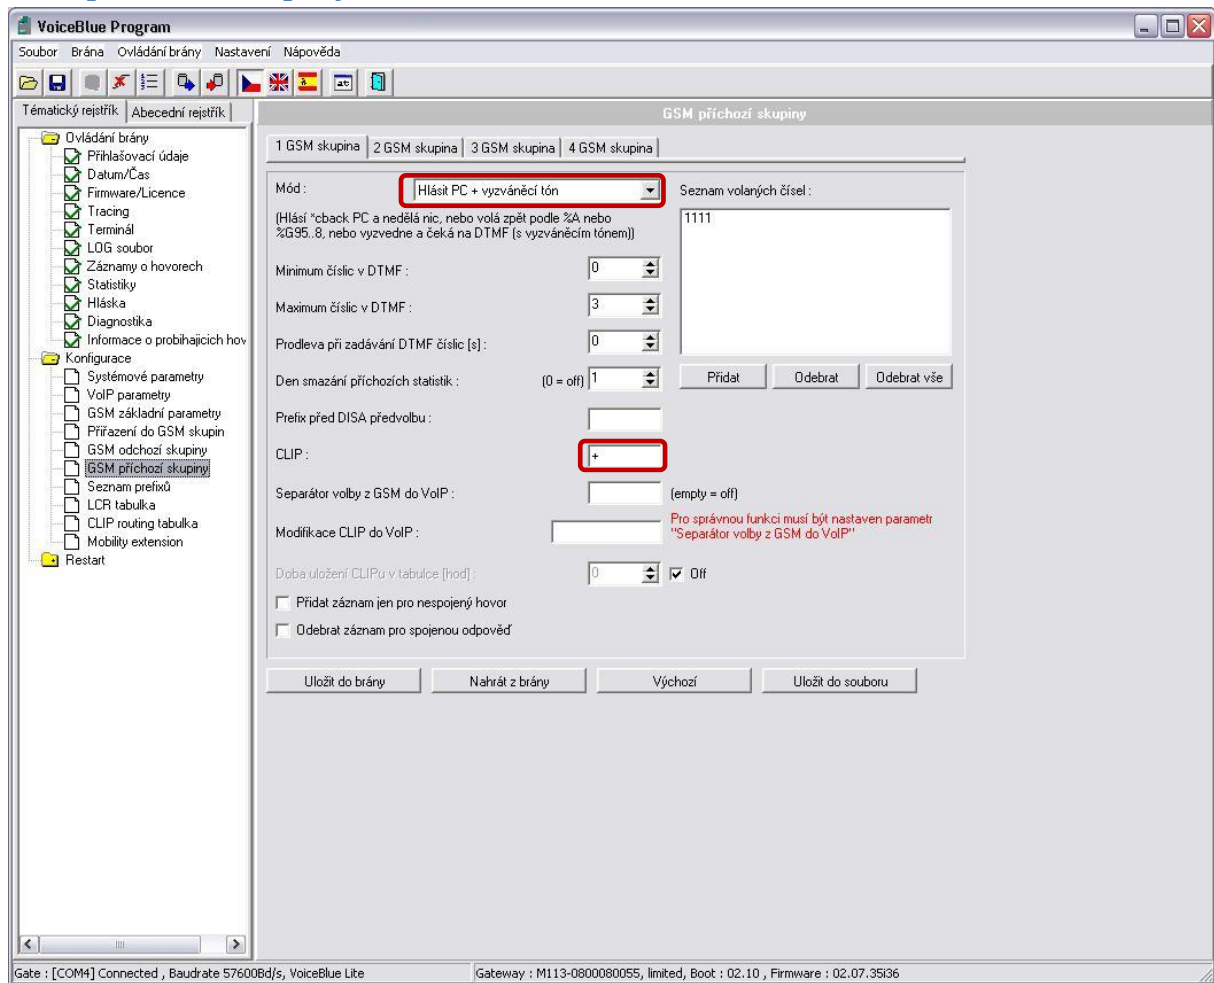 VoiceBlue Program
Soubor Brána Ovládání brány Nastavení Nápověda
Tématický rejstřík Abecední rejstřík
GSM příchozí skupiny
Ovládání brány
Přihlašovací údaje
Datum/Čas
Firmware/Licence
Tracing
Terminál
LOG soubor
Záznamy o hovorech
Statistiky
Hláska
Diagnostika
Informace o probihajicich hov
Konfigurace
Systémové parametry
VoIP parametry
GSM základní parametry
Přiřazení do GSM skupin
GSM odchozí skupiny
GSM příchozí skupiny
Seznam prefixů
LCR tabulka
CLIP routing tabulka
Mobility extension
Restart
1 GSM skupina 2 GSM skupina 3 GSM skupina 4 GSM skupina
Mód : Hlásit PC + vyzváněcí tón
(Hlásí *cback PC a nedělá nic, nebo volá zpět podle %A nebo
%G95..8, nebo vyzvedne a čeká na DTMF (s vyzváněcím tónem))
Minimum číslic v DTMF : 0
Maximum číslic v DTMF : 3
Prodleva při zadávání DTMF číslic [s] : 0
Den smazání příchozích statistik : (0 = off) 1
Prefix před DISA předvolbu :
CLIP : +
Separátor volby z GSM do VoIP : (empty = off)
Modifikace CLIP do VoIP :
Pro správnou funkci musí být nastaven parametr
"Separátor volby z GSM do VoIP"
Doba uložení CLIPu v tabulce [hod] : 0 Off
Přidat záznam jen pro nespojený hovor
Odebrat záznam pro spojenou odpověď
Seznam volaných čísel :
1111
Přidat Odebrat Odebrat vše
Uložit do brány Nahrát z brány Výchozí Uložit do souboru
Gate : [COM4] Connected , Baudrate 57600Bd/s, VoiceBlue Lite Gateway : M113-0800080055, limited, Boot : 02.10 , Firmware : 02.07.35i36